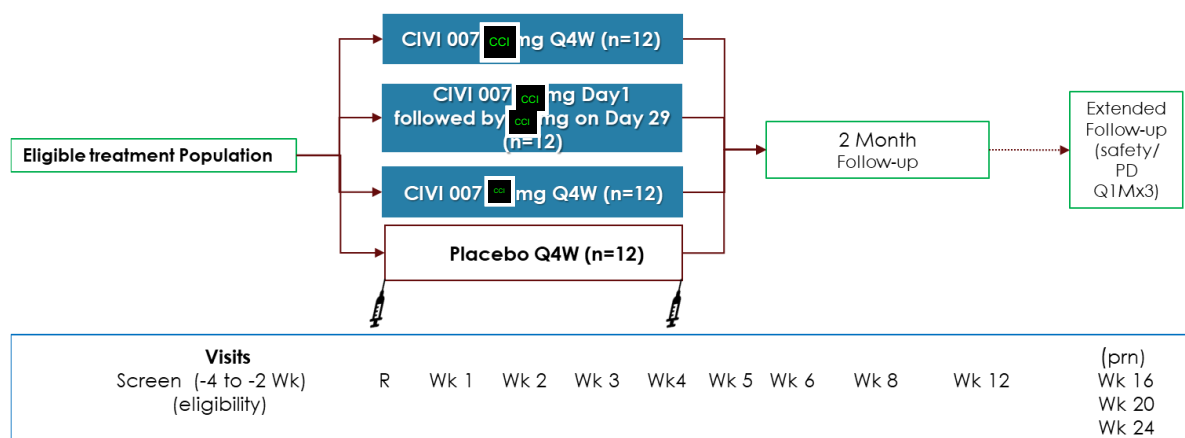 CIVI 007 CCI mg Q4W (n=12)
CIVI 007 CCI mg Day1
followed by CCI mg on Day 29
(n=12)
CIVI 007 CCI mg Q4W (n=12)
Placebo Q4W (n=12)
Eligible treatment Population
2 Month
Follow-up
Extended
Follow-up
(safety/
PD
Q1Mx3)
Visits
Screen (-4 to -2 Wk)
(eligibility)
R Wk 1 Wk 2 Wk 3 Wk4 Wk 5 Wk 6 Wk 8 Wk 12
(prn)
Wk 16
Wk 20
Wk 24